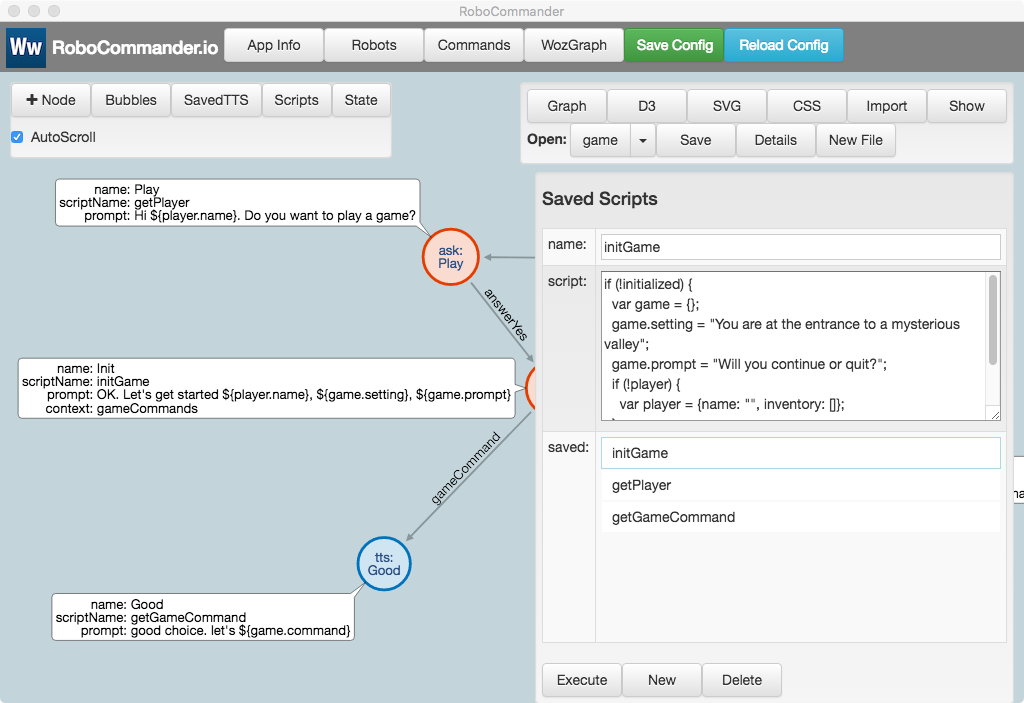 RoboCommander
Ww RoboCommander.io App Info Robots Commands WozGraph Save Config Reload Config
+ Node Bubbles SavedTTS Scripts State
AutoScroll
Graph D3 SVG CSS Import Show
Open: game Save Details New File
name: Play
scriptName: getPlayer
prompt: Hi ${player.name}. Do you want to play a game?
ask:
Play
answerYes
name: Init
scriptName: initGame
prompt: OK. Let's get started ${player.name}, ${game.setting}, ${game.prompt}
context: gameCommands
gameCommand
tts:
Good
name: Good
scriptName: getGameCommand
prompt: good choice. let's ${game.command}
Saved Scripts
name: initGame
script: if (!initialized) {
var game = {};
game.setting = "You are at the entrance to a mysterious
valley";
game.prompt = "Will you continue or quit?";
if (!player) {
var player = {name: "", inventory: []};
saved: initGame
getPlayer
getGameCommand
Execute New Delete